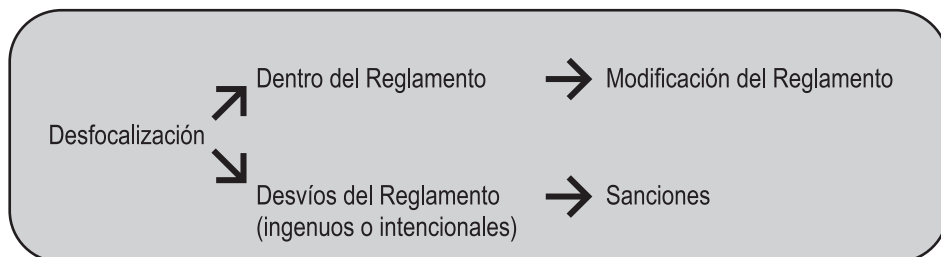 Dentro del Reglamento
Modificación del Reglamento
Desfocalización
Desvíos del Reglamento
(ingenuos o intencionales)
Sanciones